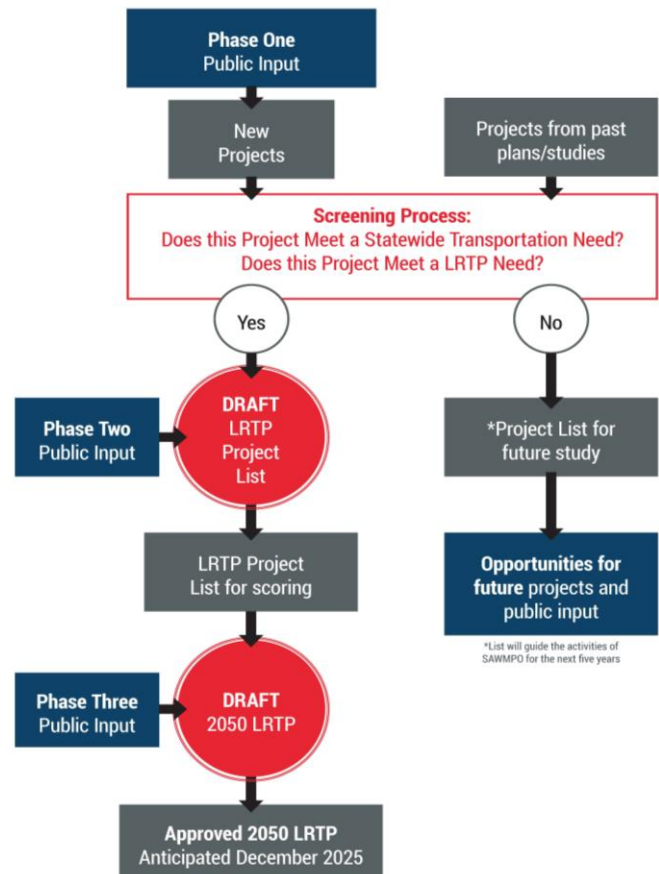 Phase One
Public Input
New
Projects
Projects from past
plans/studies
Screening Process:
Does this Project Meet a Statewide Transportation Need?
Does this Project Meet a LRTP Need?
Yes
No
Phase Two
Public Input
DRAFT
LRTP
Project
List
*Project List for
future study
LRTP Project
List for scoring
Opportunities for
future projects and
public input
*List will guide the activities of
SAWMPO for the next five years
Phase Three
Public Input
DRAFT
2050 LRTP
Approved 2050 LRTP
Anticipated December 2025